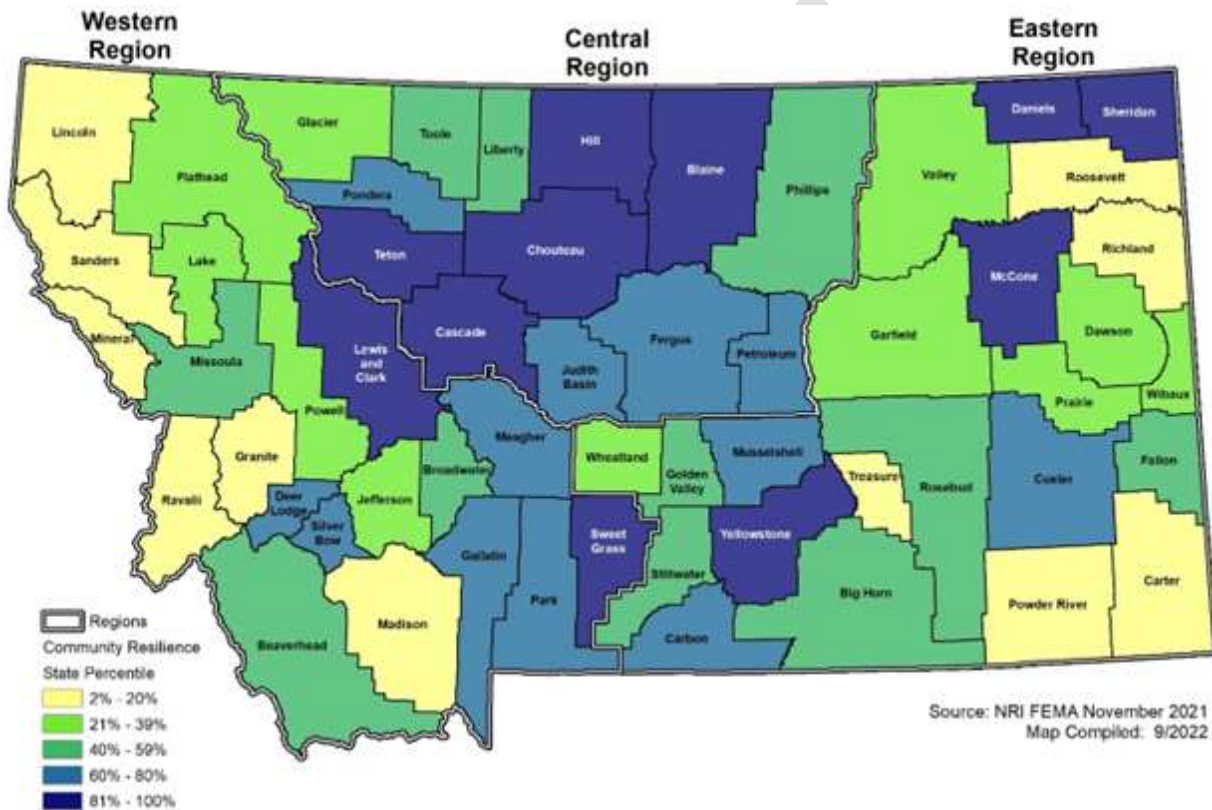 Western
Region
Central
Region
Eastern
Region
Lincoln
Flathead
Glacier
Toole
Liberty
Hill
Blaine
Phillips
Valley
Daniels
Sheridan
Roosevelt
Pondera
Teton
Chouteau
Sanders
Lake
Richland
McCone
Mineral
Missoula
Lewis
and
Clark
Cascade
Judith
Basin
Fergus
Petroleum
Garfield
Dawson
Prairie
Wibaux
Powell
Granite
Ravalli
Deer
Lodge
Silver
Bow
Jefferson
Broadwater
Meagher
Wheatland
Golden
Valley
Musselshell
Treasure
Rosebud
Custer
Fallon
Gallatin
Park
Sweet
Grass
Stillwater
Yellowstone
Big Horn
Powder River
Carter
Beaverhead
Madison
Carbon
Regions
Community Resilience
State Percentile
2% - 20%
21% - 39%
40% - 59%
60% - 80%
81% - 100%
Source: NRI FEMA November 2021
Map Compiled: 9/2022